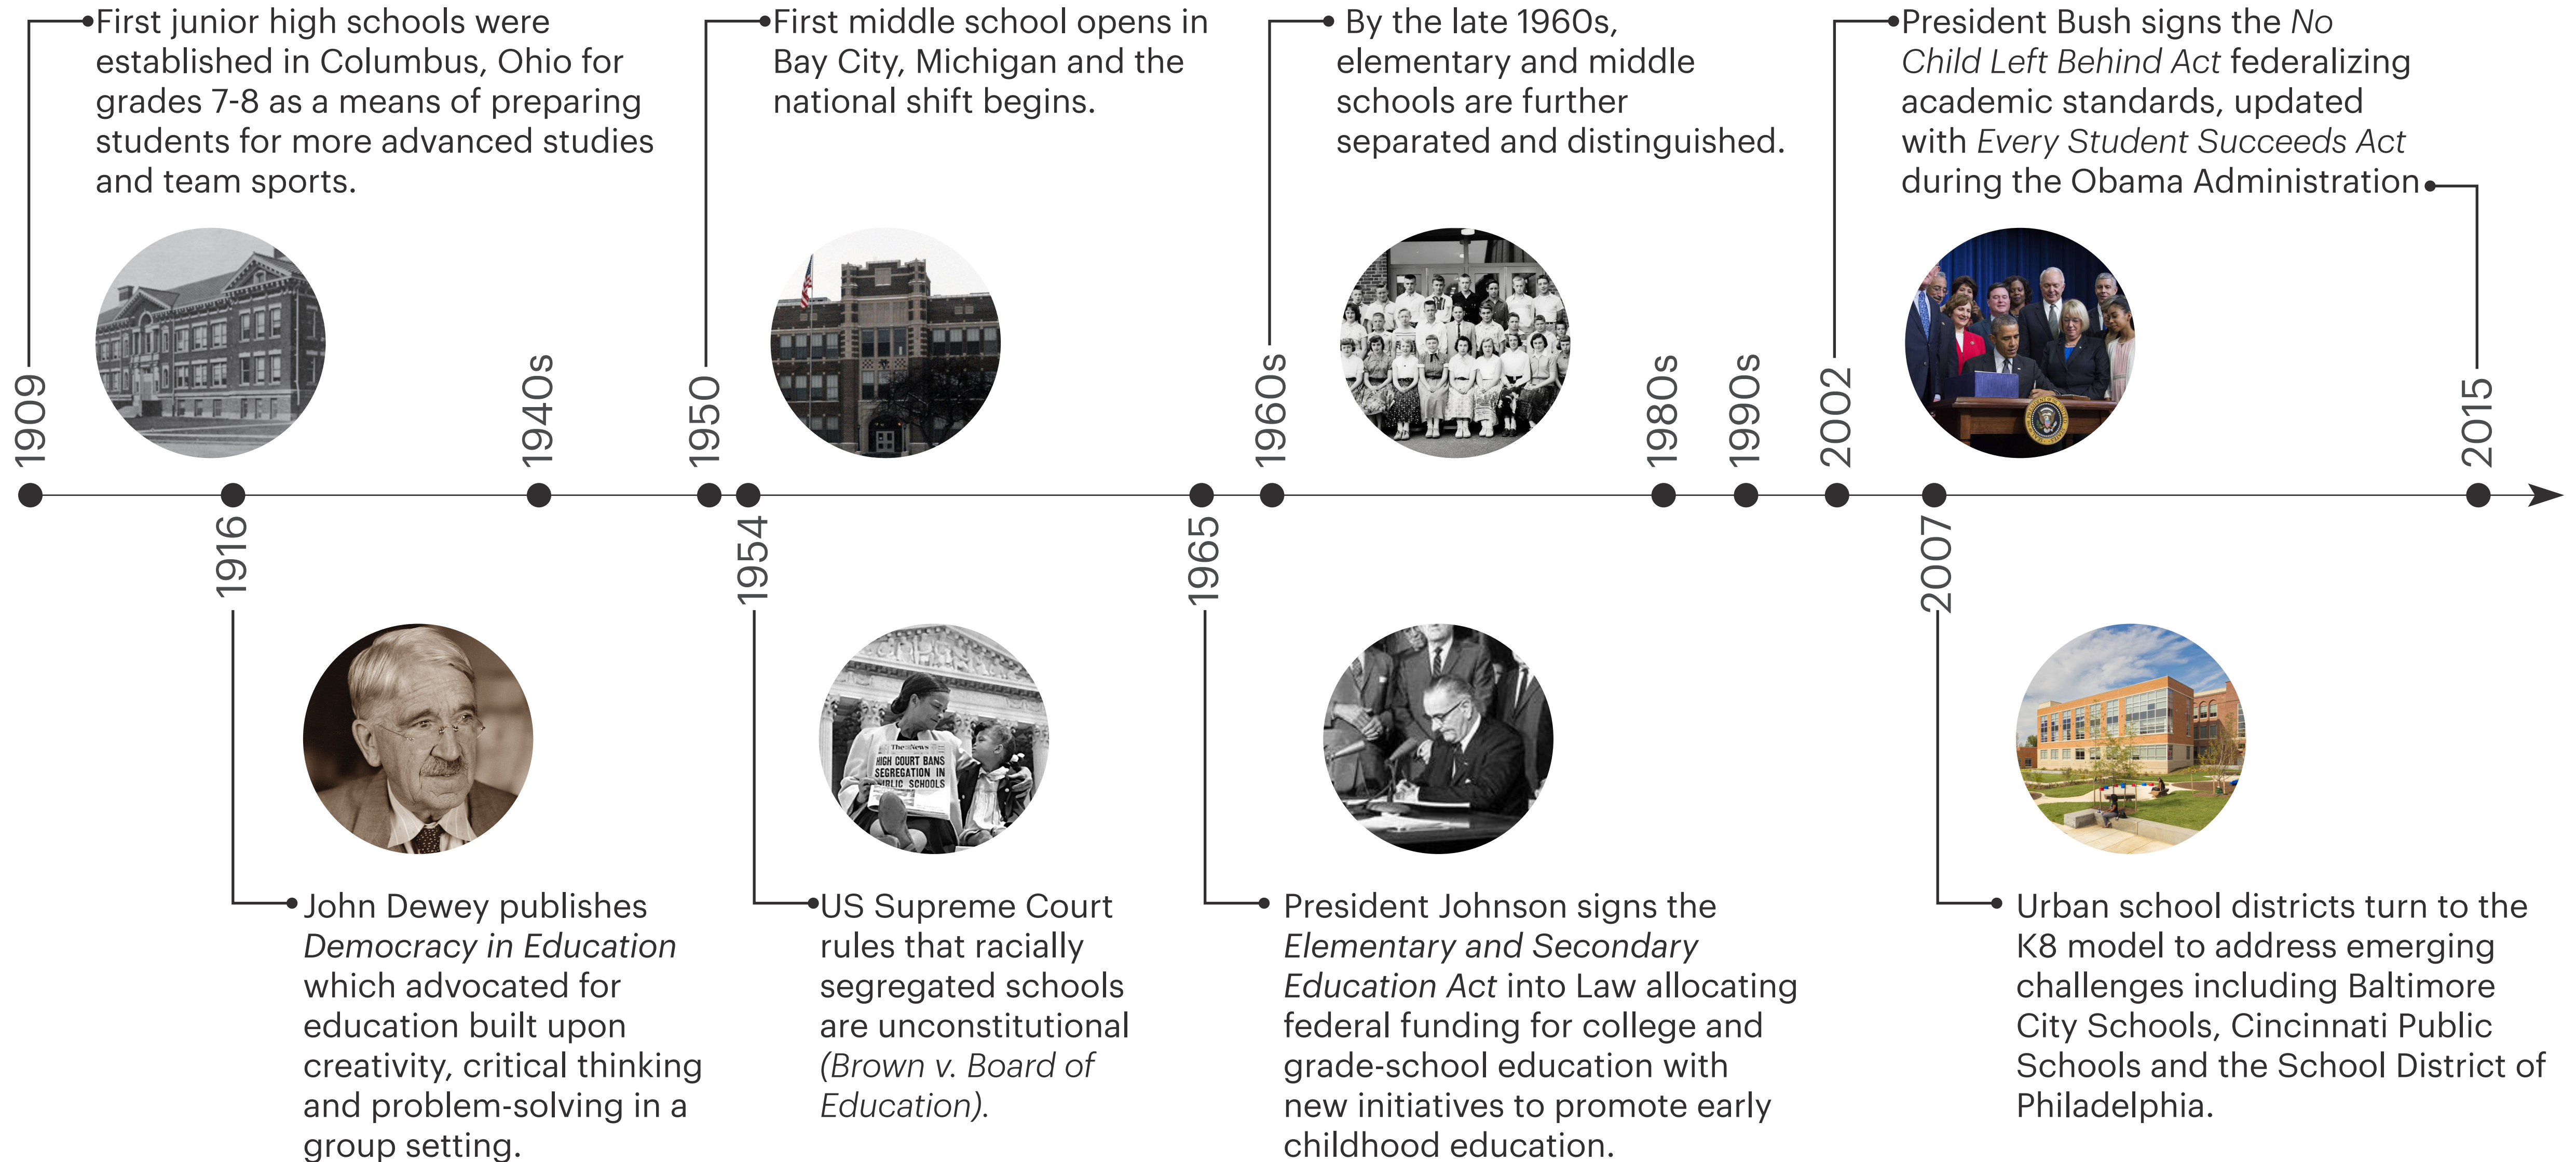 First junior high schools were
established in Columbus, Ohio for
grades 7-8 as a means of preparing
students for more advanced studies
and team sports.
First middle school opens in
Bay City, Michigan and the
national shift begins.
By the late 1960s,
elementary and middle
schools are further
separated and distinguished.
President Bush signs the No
Child Left Behind Act federalizing
academic standards, updated
with Every Student Succeeds Act
during the Obama Administration
1909
1940s
1950
1960s
1980s
1990s
2002
2015
1916
1954
1965
2007
The News
HIGH COURT BANS
SEGREGATION IN
PUBLIC SCHOOLS
John Dewey publishes
Democracy in Education
which advocated for
education built upon
creativity, critical thinking
and problem-solving in a
group setting.
US Supreme Court
rules that racially
segregated schools
are unconstitutional
(Brown v. Board of
Education).
President Johnson signs the
Elementary and Secondary
Education Act into Law allocating
federal funding for college and
grade-school education with
new initiatives to promote early
childhood education.
Urban school districts turn to the
K8 model to address emerging
challenges including Baltimore
City Schools, Cincinnati Public
Schools and the School District of
Philadelphia.